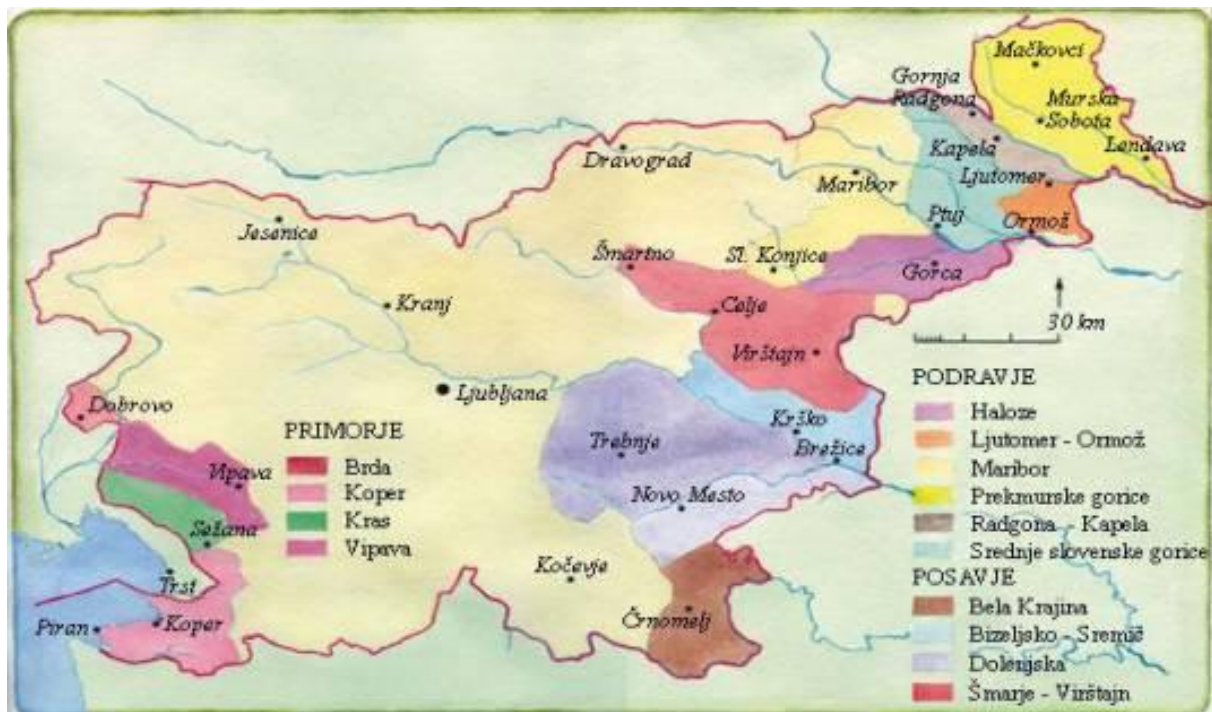 Mačkovci
Gornja
Radgona
Murska
Sobota
Kapela
Lendava
Dravograd
Maribor
Ljutomer
Ptuj
Ormož
Jesenice
Šmartno
Sl. Konjice
Gorca
Kranj
Celje
30 km
Virštajn
Ljubljana
Dobrovo
Krško
Trebnje
Brežice
Vipava
Novo Mesto
Sežana
Trst
Kočevje
Piran
Koper
Črnomelj
PRIMORJE
Brda
Koper
Kras
Vipava
PODRAVJE
Haloze
Ljutomer - Ormož
Maribor
Prekmurske gorice
Radgona - Kapela
Srednje slovenske gorice
POSAVJE
Bela Krajina
Bizeljsko - Sremič
Dolenjska
Šmarje - Virštajn